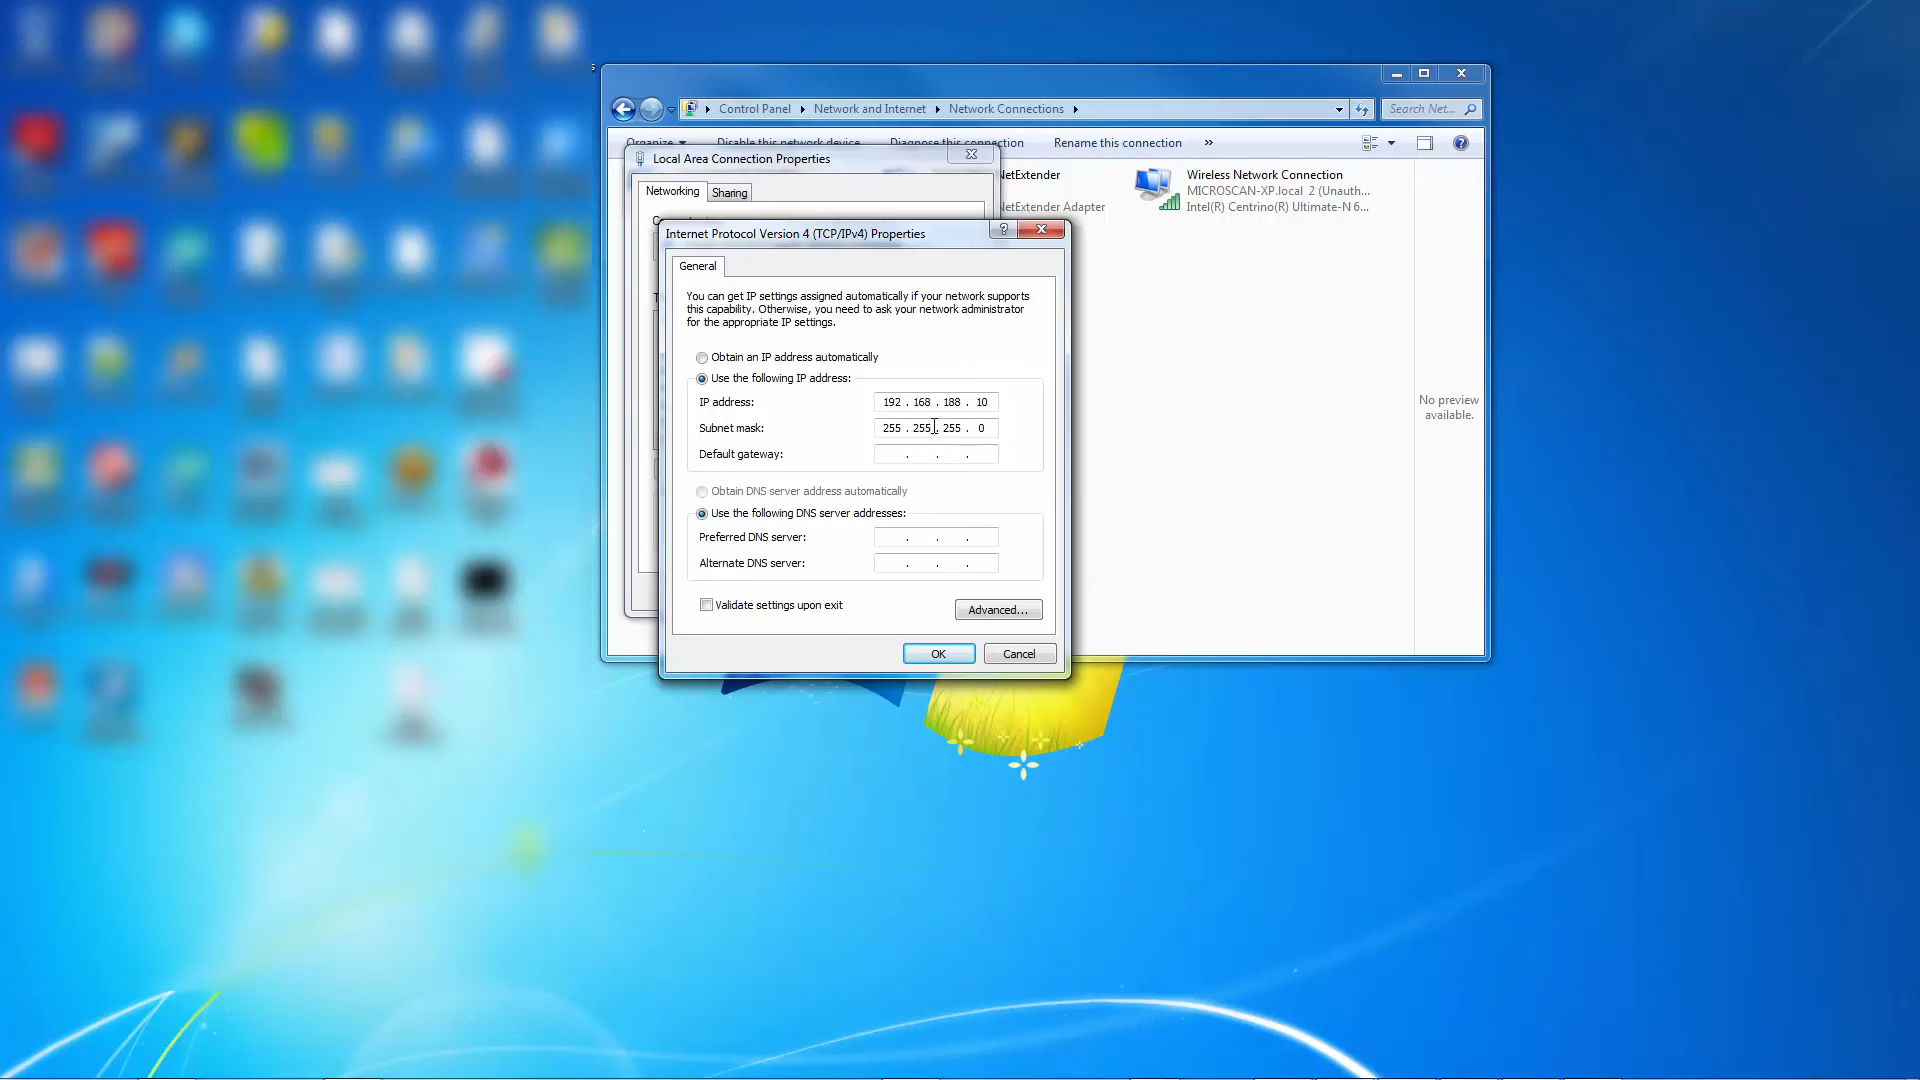 Control Panel
Network and Internet
Network Connections
Search Net...
Organize
Disable this network device
Diagnose this connection
Rename this connection
»
Local Area Connection Properties
Networking
Sharing
NetExtender
NetExtender Adapter
Wireless Network Connection
MICROSCAN-XP.local 2 (Unauth...
Intel(R) Centrino(R) Ultimate-N 6...
No preview
available.
Internet Protocol Version 4 (TCP/IPv4) Properties
General
You can get IP settings assigned automatically if your network supports
this capability. Otherwise, you need to ask your network administrator
for the appropriate IP settings.
Obtain an IP address automatically
Use the following IP address:
IP address: 192 . 168 . 188 . 10
Subnet mask: 255 . 255 . 255 . 0
Default gateway: . . .
Obtain DNS server address automatically
Use the following DNS server addresses:
Preferred DNS server: . . .
Alternate DNS server: . . .
Validate settings upon exit
Advanced...
OK
Cancel